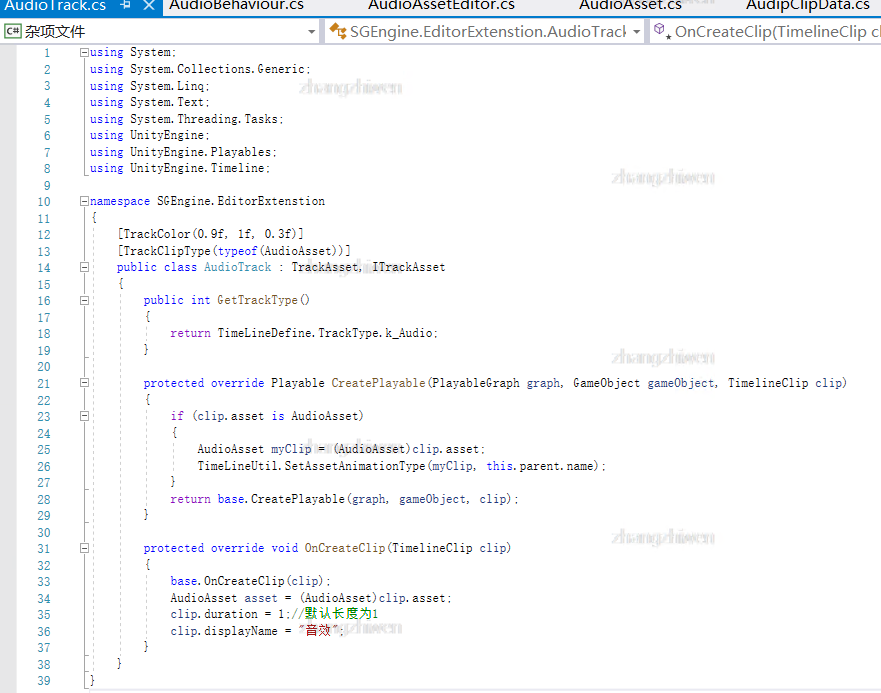 AudioTrack.cs AudioBehaviour.cs AudioAssetEditor.cs AudioAsset.cs AudipClipData.cs
C# 杂项文件 SGEngine.EditorExtenstion.AudioTrack OnCreateClip(TimelineClip cl
1 using System;
2 using System.Collections.Generic;
3 using System.Linq;
4 using System.Text;
5 using System.Threading.Tasks;
6 using UnityEngine;
7 using UnityEngine.Playables;
8 using UnityEngine.Timeline;
9
10 namespace SGEngine.EditorExtenstion
11 {
12 [TrackColor(0.9f, 1f, 0.3f)]
13 [TrackClipType(typeof(AudioAsset))]
14 public class AudioTrack : TrackAsset, ITrackAsset
15 {
16 public int GetTrackType()
17 {
18 return TimeLineDefine.TrackType.k_Audio;
19 }
20
21 protected override Playable CreatePlayable(PlayableGraph graph, GameObject gameObject, TimelineClip clip)
22 {
23 if (clip.asset is AudioAsset)
24 {
25 AudioAsset myClip = (AudioAsset)clip.asset;
26 TimeLineUtil.SetAssetAnimationType(myClip, this.parent.name);
27 }
28 return base.CreatePlayable(graph, gameObject, clip);
29 }
30
31 protected override void OnCreateClip(TimelineClip clip)
32 {
33 base.OnCreateClip(clip);
34 AudioAsset asset = (AudioAsset)clip.asset;
35 clip.duration = 1;//默认长度为1
36 clip.displayName = "音效";
37 }
38 }
39 }
zhangzhiwen
zhangzhiwen
zhangzhiwen
zhangzhiwen
zhangzhiwen
zhangzhiwen
zhangzhiwen